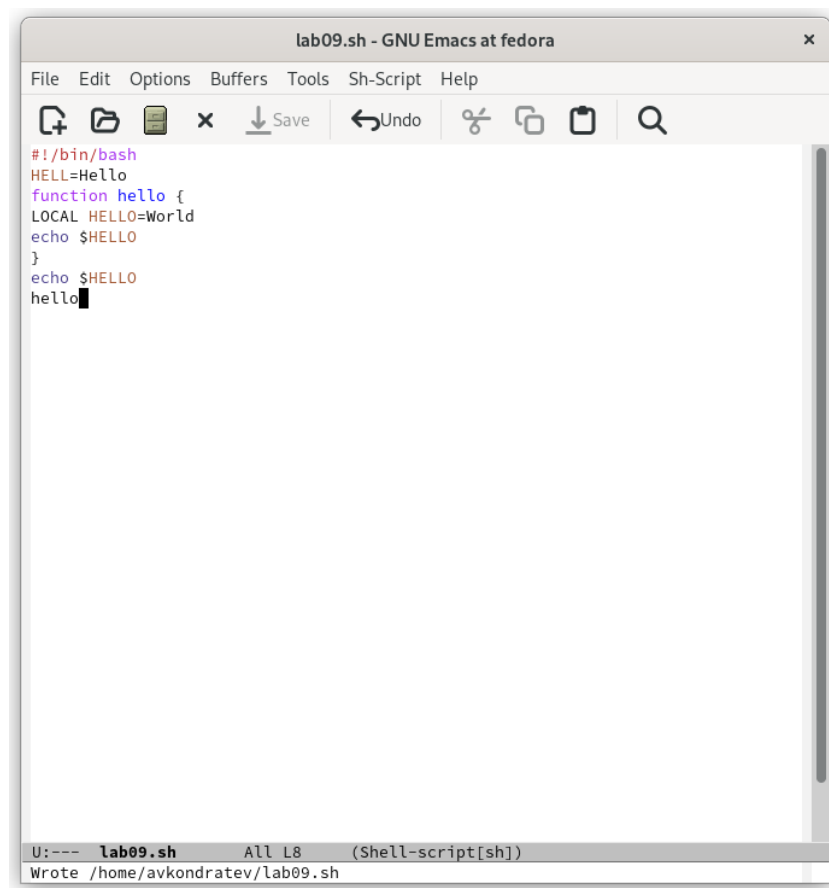 lab09.sh - GNU Emacs at fedora ×
File Edit Options Buffers Tools Sh-Script Help
Save Undo
#!/bin/bash
HELL=Hello
function hello {
LOCAL HELLO=World
echo $HELLO
}
echo $HELLO
hello
U:--- lab09.sh All L8 (Shell-script[sh])
Wrote /home/avkondratev/lab09.sh